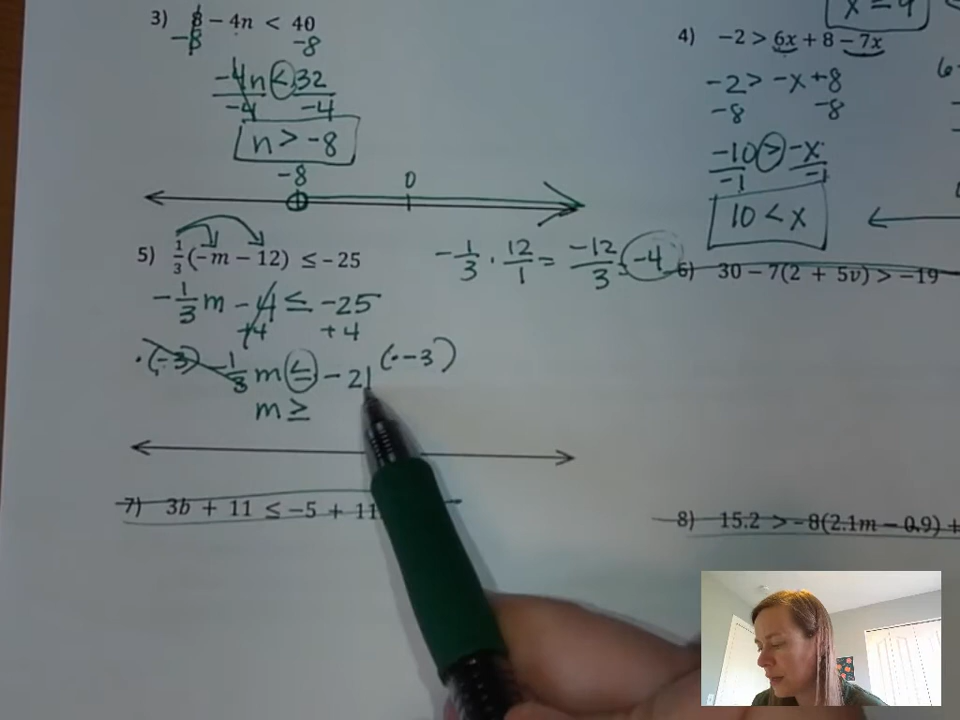 3) 8 – 4n < 40
-8 -8
-4n < 32
-4 -4
n > -8
-8 0
x = 9
4) −2 > 6x + 8 − 7x
-2 > -x +8
-8 -8
-10 > -x
-1 -1
10 < x
5) 1/3(−m − 12) ≤ −25
-1/3 m - 4 ≤ -25
+4 +4
·(-3) -1/3 m ≤ -21 (·-3)
m ≥
-1/3 · 12/1 = -12/3 = -4
6) 30 − 7(2 + 5v) > −19
7) 3b + 11 ≤ −5 + 11
8) 15.2 > −8(2.1m − 0.9) +